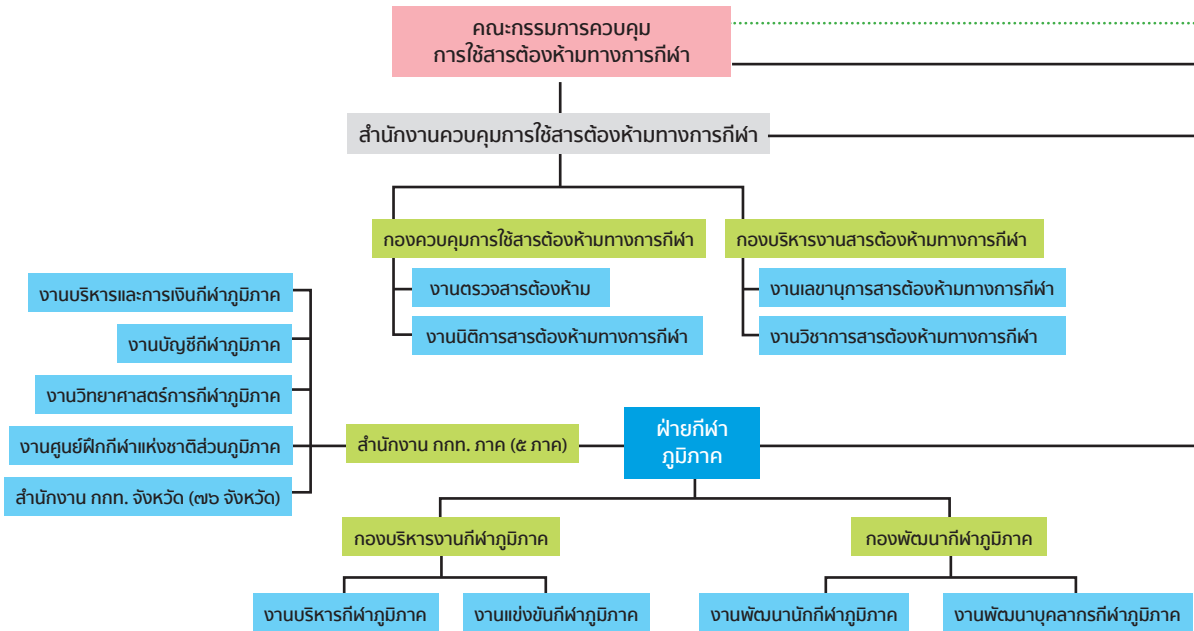 คณะกรรมการควบคุม
การใช้สารต้องห้ามทางการกีฬา
สำนักงานควบคุมการใช้สารต้องห้ามทางการกีฬา
กองควบคุมการใช้สารต้องห้ามทางการกีฬา
งานตรวจสารต้องห้าม
งานนิติการสารต้องห้ามทางการกีฬา
กองบริหารงานสารต้องห้ามทางการกีฬา
งานเลขานุการสารต้องห้ามทางการกีฬา
งานวิชาการสารต้องห้ามทางการกีฬา
ฝ่ายกีฬา
ภูมิภาค
สำนักงาน กกท. ภาค (๕ ภาค)
งานบริหารและการเงินกีฬาภูมิภาค
งานบัญชีกีฬาภูมิภาค
งานวิทยาศาสตร์การกีฬาภูมิภาค
งานศูนย์ฝึกกีฬาแห่งชาติส่วนภูมิภาค
สำนักงาน กกท. จังหวัด (๗๖ จังหวัด)
กองบริหารงานกีฬาภูมิภาค
งานบริหารกีฬาภูมิภาค
งานแข่งขันกีฬาภูมิภาค
กองพัฒนากีฬาภูมิภาค
งานพัฒนานักกีฬาภูมิภาค
งานพัฒนาบุคลากรกีฬาภูมิภาค